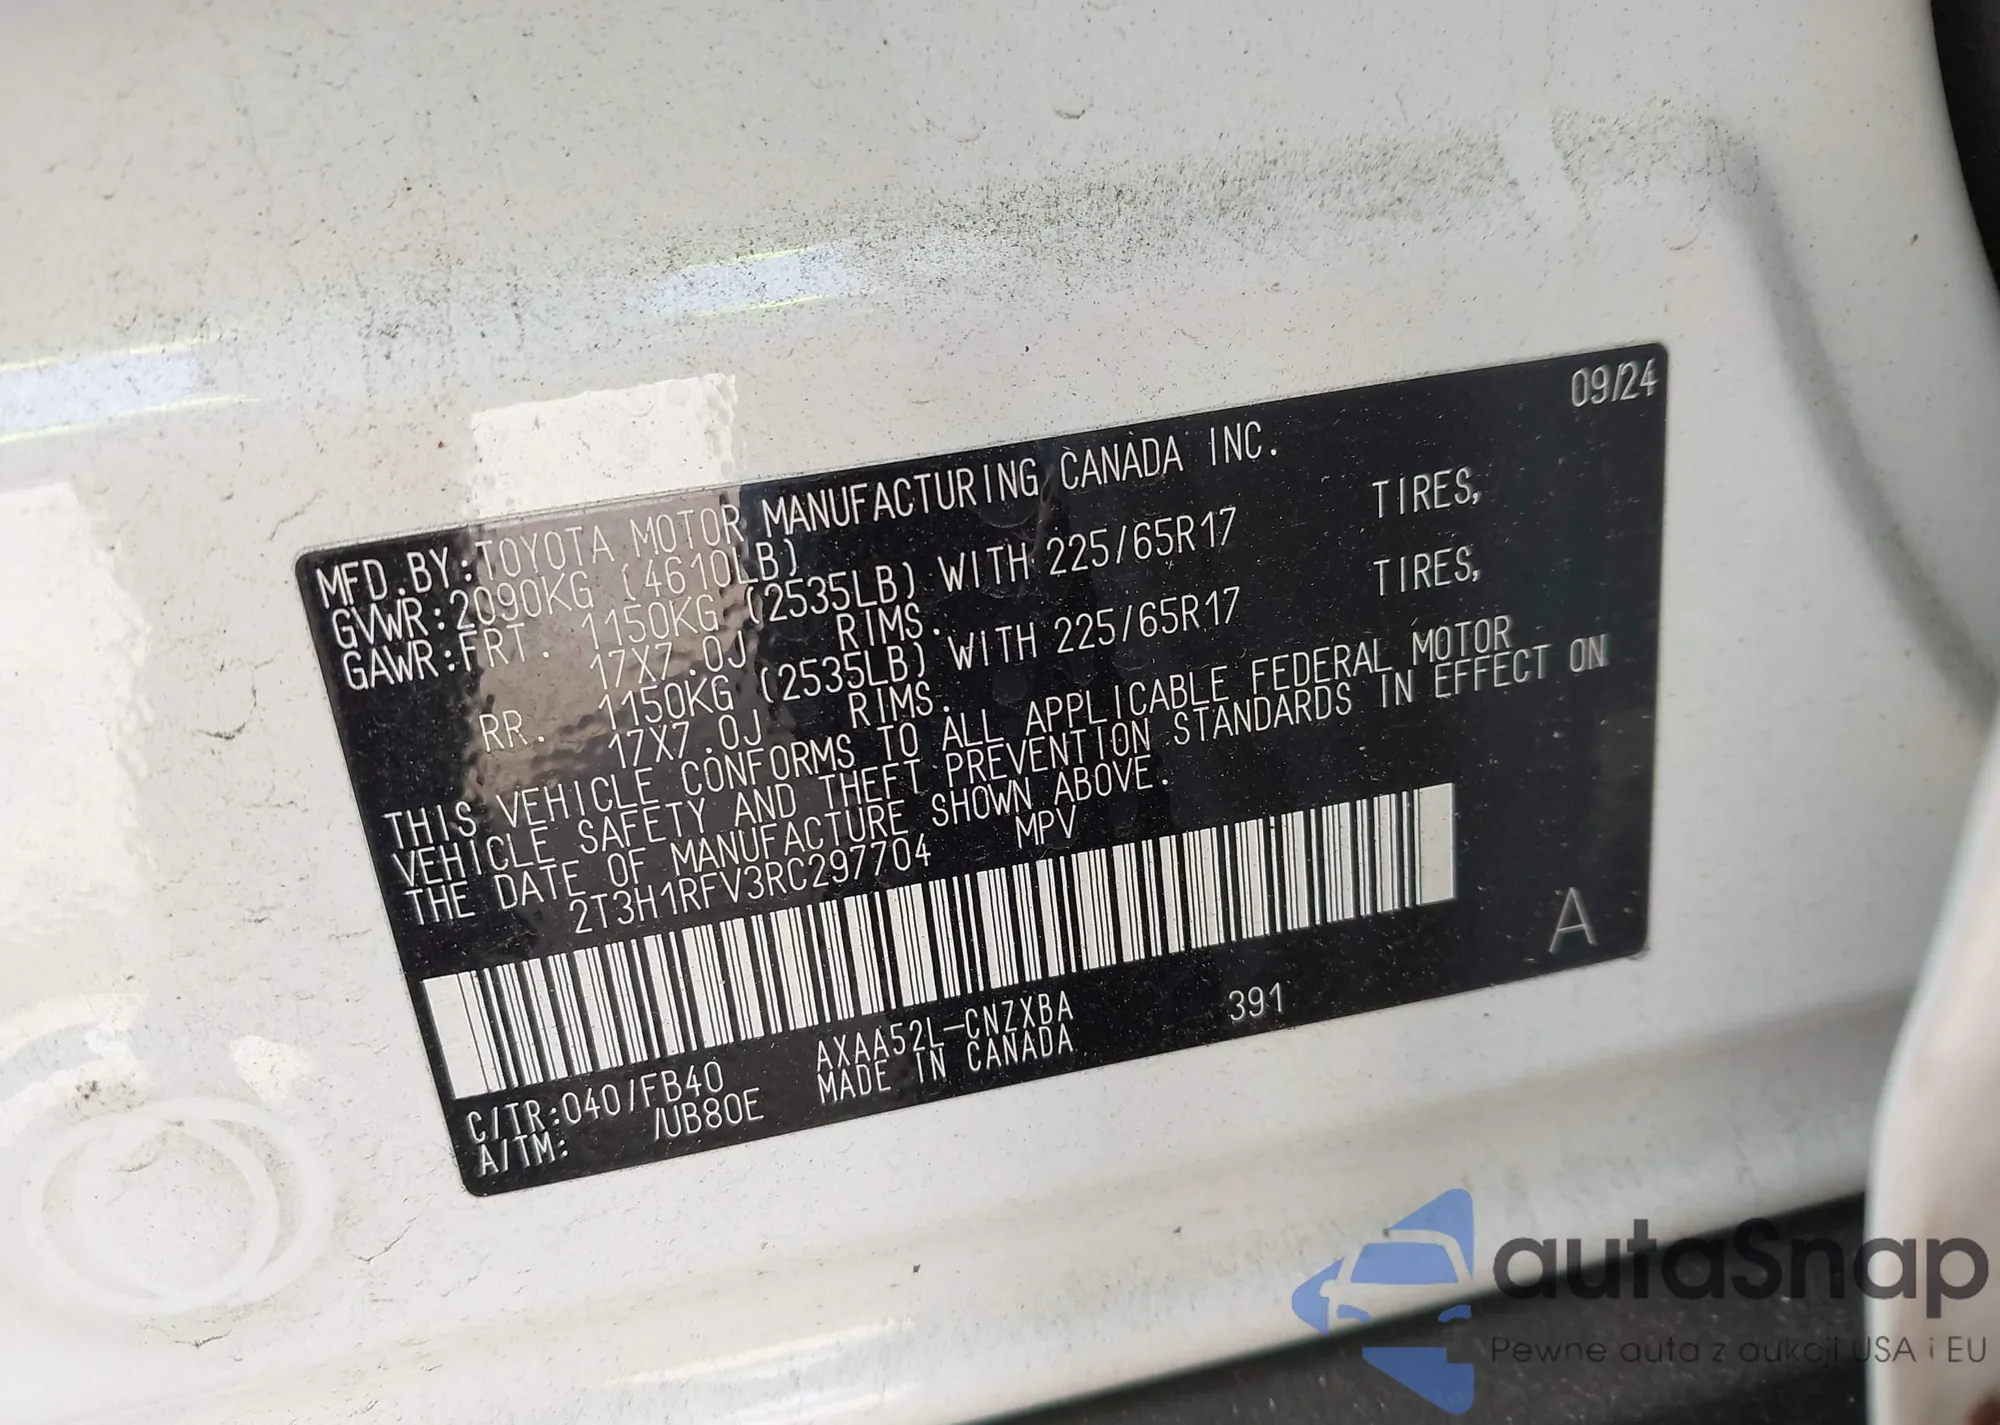 09/24
MFD.BY:TOYOTA MOTOR MANUFACTURING CANADA INC.
GVWR:2090KG (4610LB)
GAWR:FRT. 1150KG (2535LB) WITH 225/65R17 TIRES,
17X7.0J RIMS.
RR. 1150KG (2535LB) WITH 225/65R17 TIRES,
17X7.0J RIMS.
THIS VEHICLE CONFORMS TO ALL APPLICABLE FEDERAL MOTOR
VEHICLE SAFETY AND THEFT PREVENTION STANDARDS IN EFFECT ON
THE DATE OF MANUFACTURE SHOWN ABOVE.
2T3H1RFV3RC297704 MPV
A
C/TR:040/FB40 AXAA52L-CNZXBA 391
A/TM: /UB80E MADE IN CANADA
autaSnap
Pewne auta z aukcji USA i EU